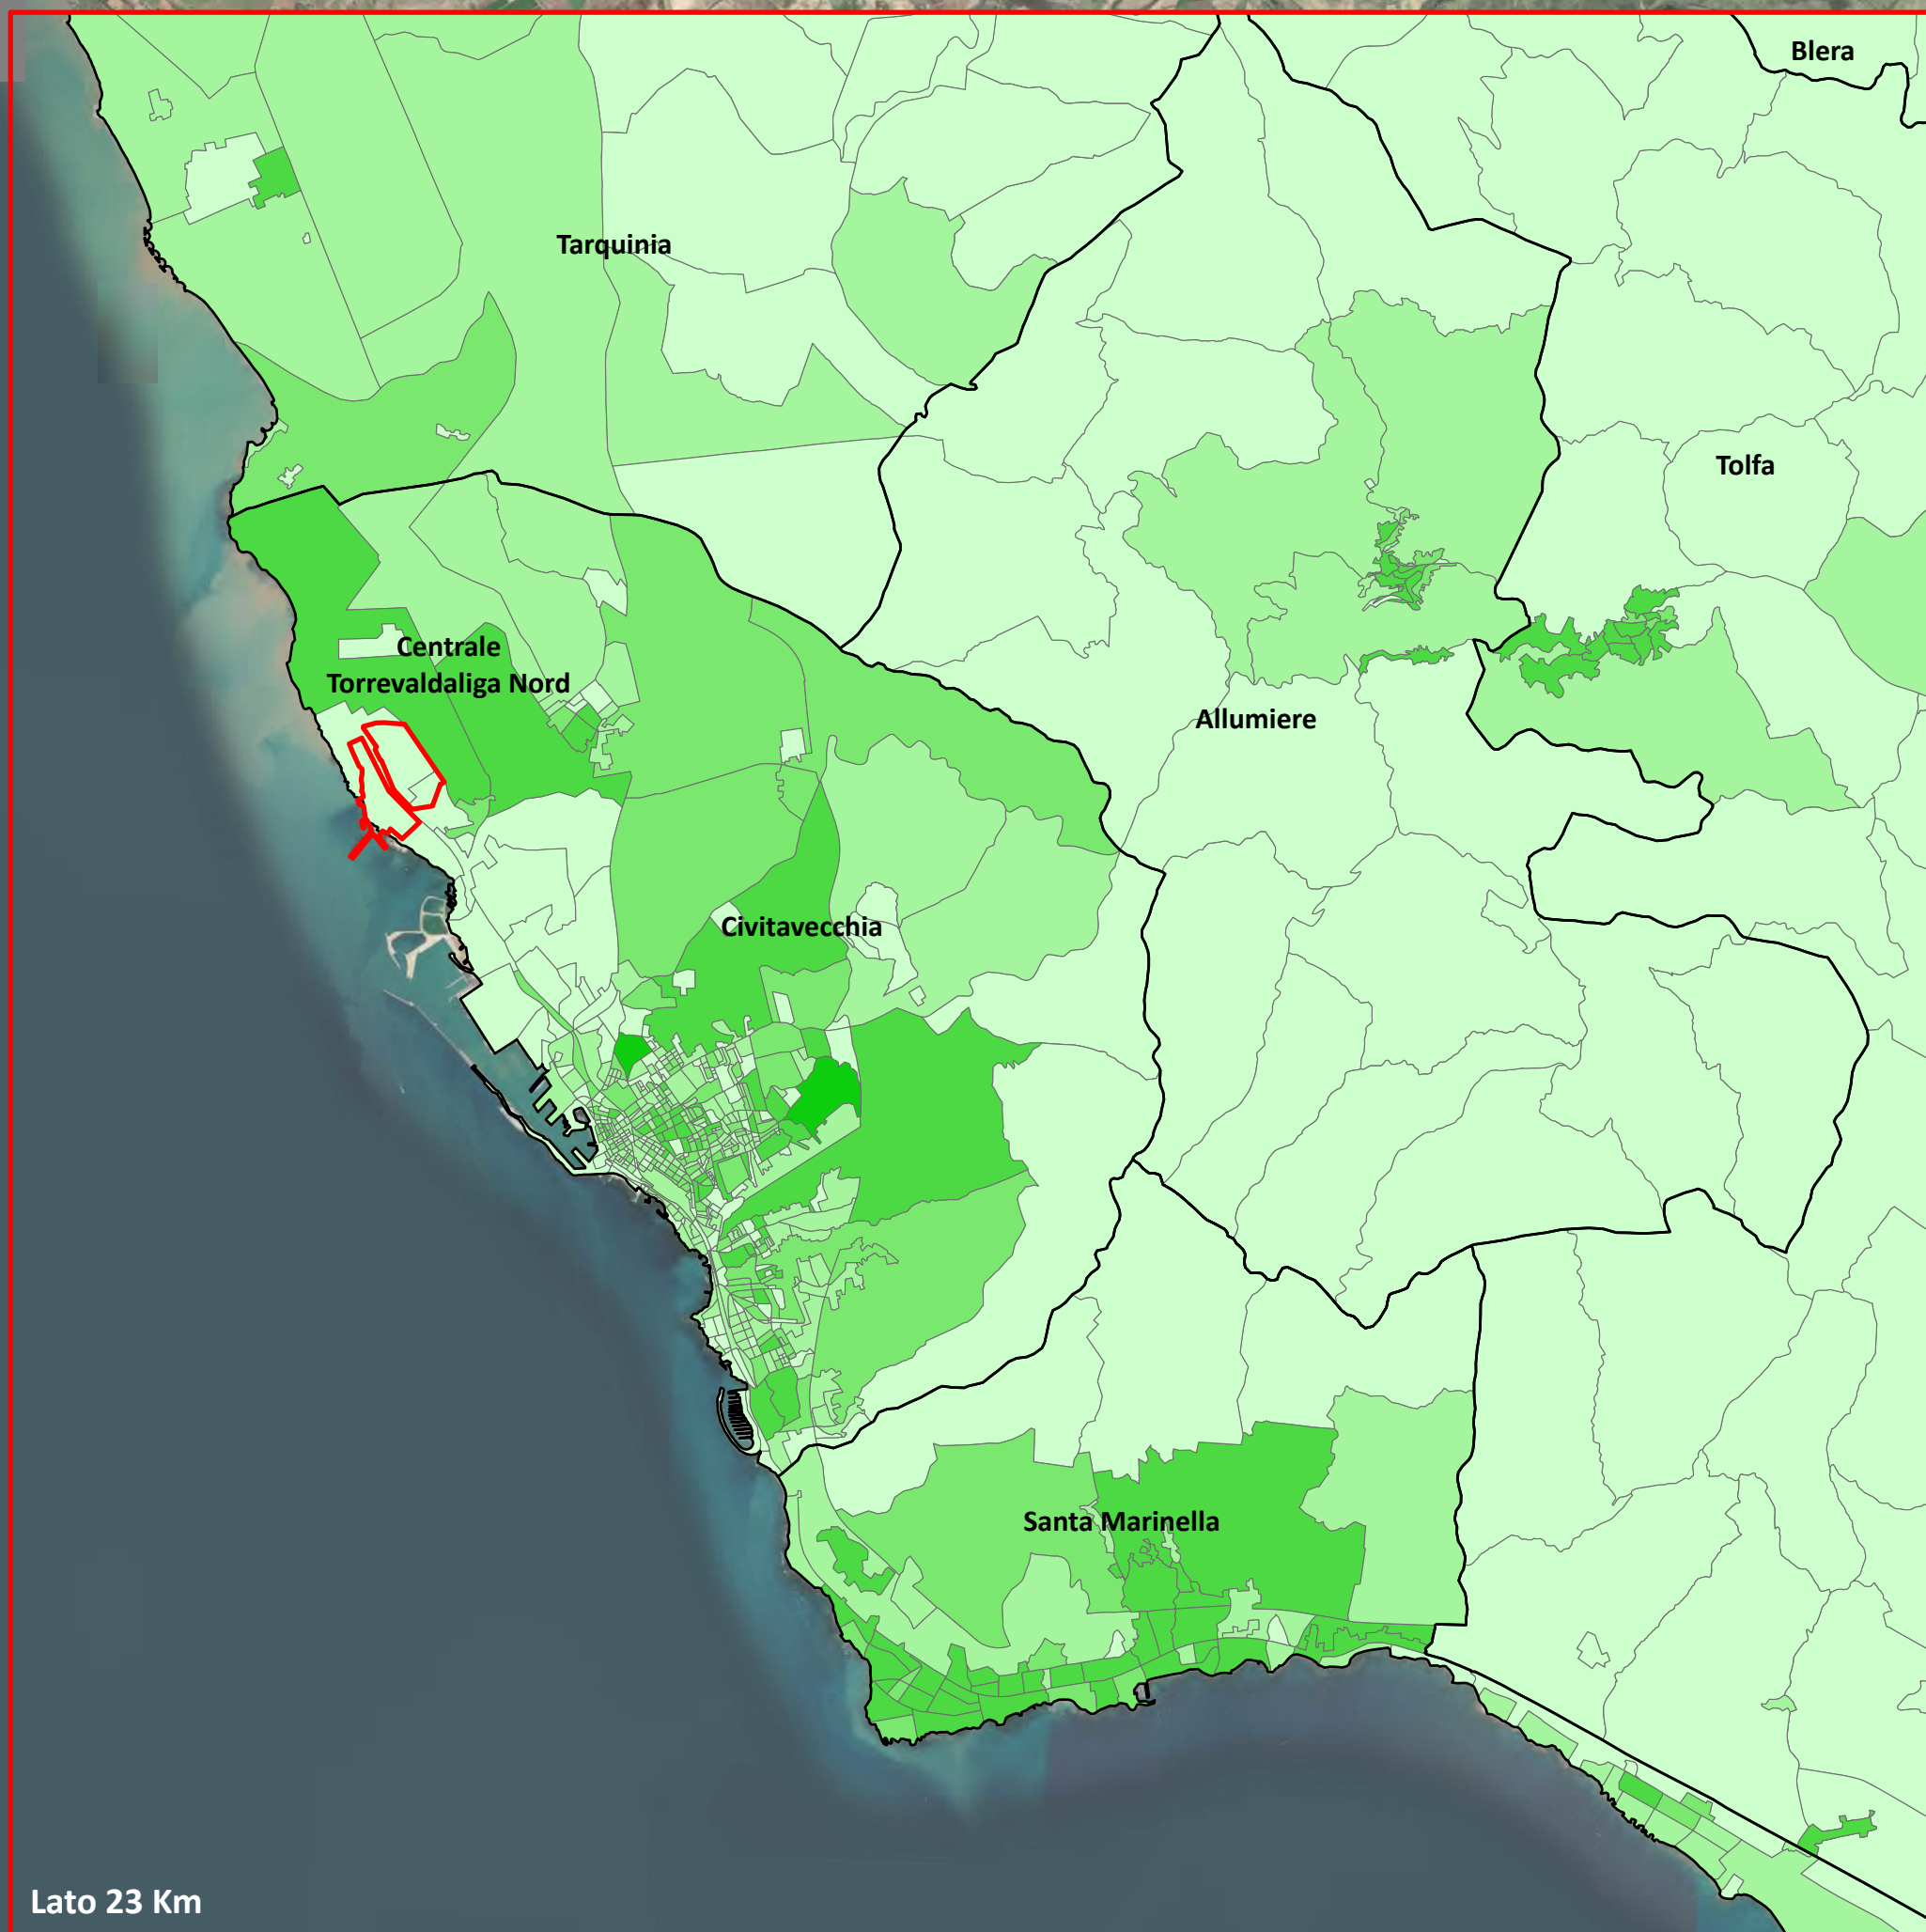 Blera
Tarquinia
Tolfa
Centrale
Torrevaldaliga Nord
Allumiere
Civitavecchia
Santa Marinella
Lato 23 Km